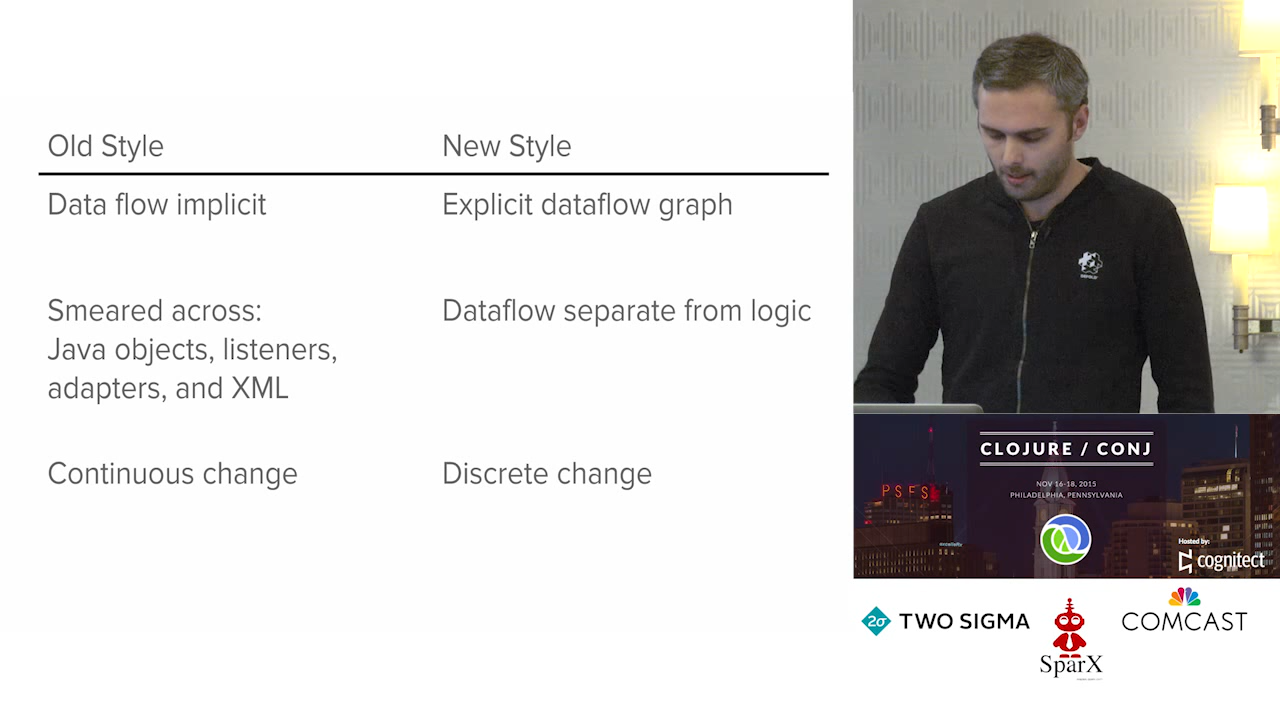 Old Style
New Style
Data flow implicit
Explicit dataflow graph
Smeared across:
Java objects, listeners,
adapters, and XML
Dataflow separate from logic
Continuous change
Discrete change
CLOJURE / CONJ
NOV 16-18, 2015
PHILADELPHIA, PENNSYLVANIA
PSFS
Hosted by:
cognitect
2σ TWO SIGMA
SparX
COMCAST